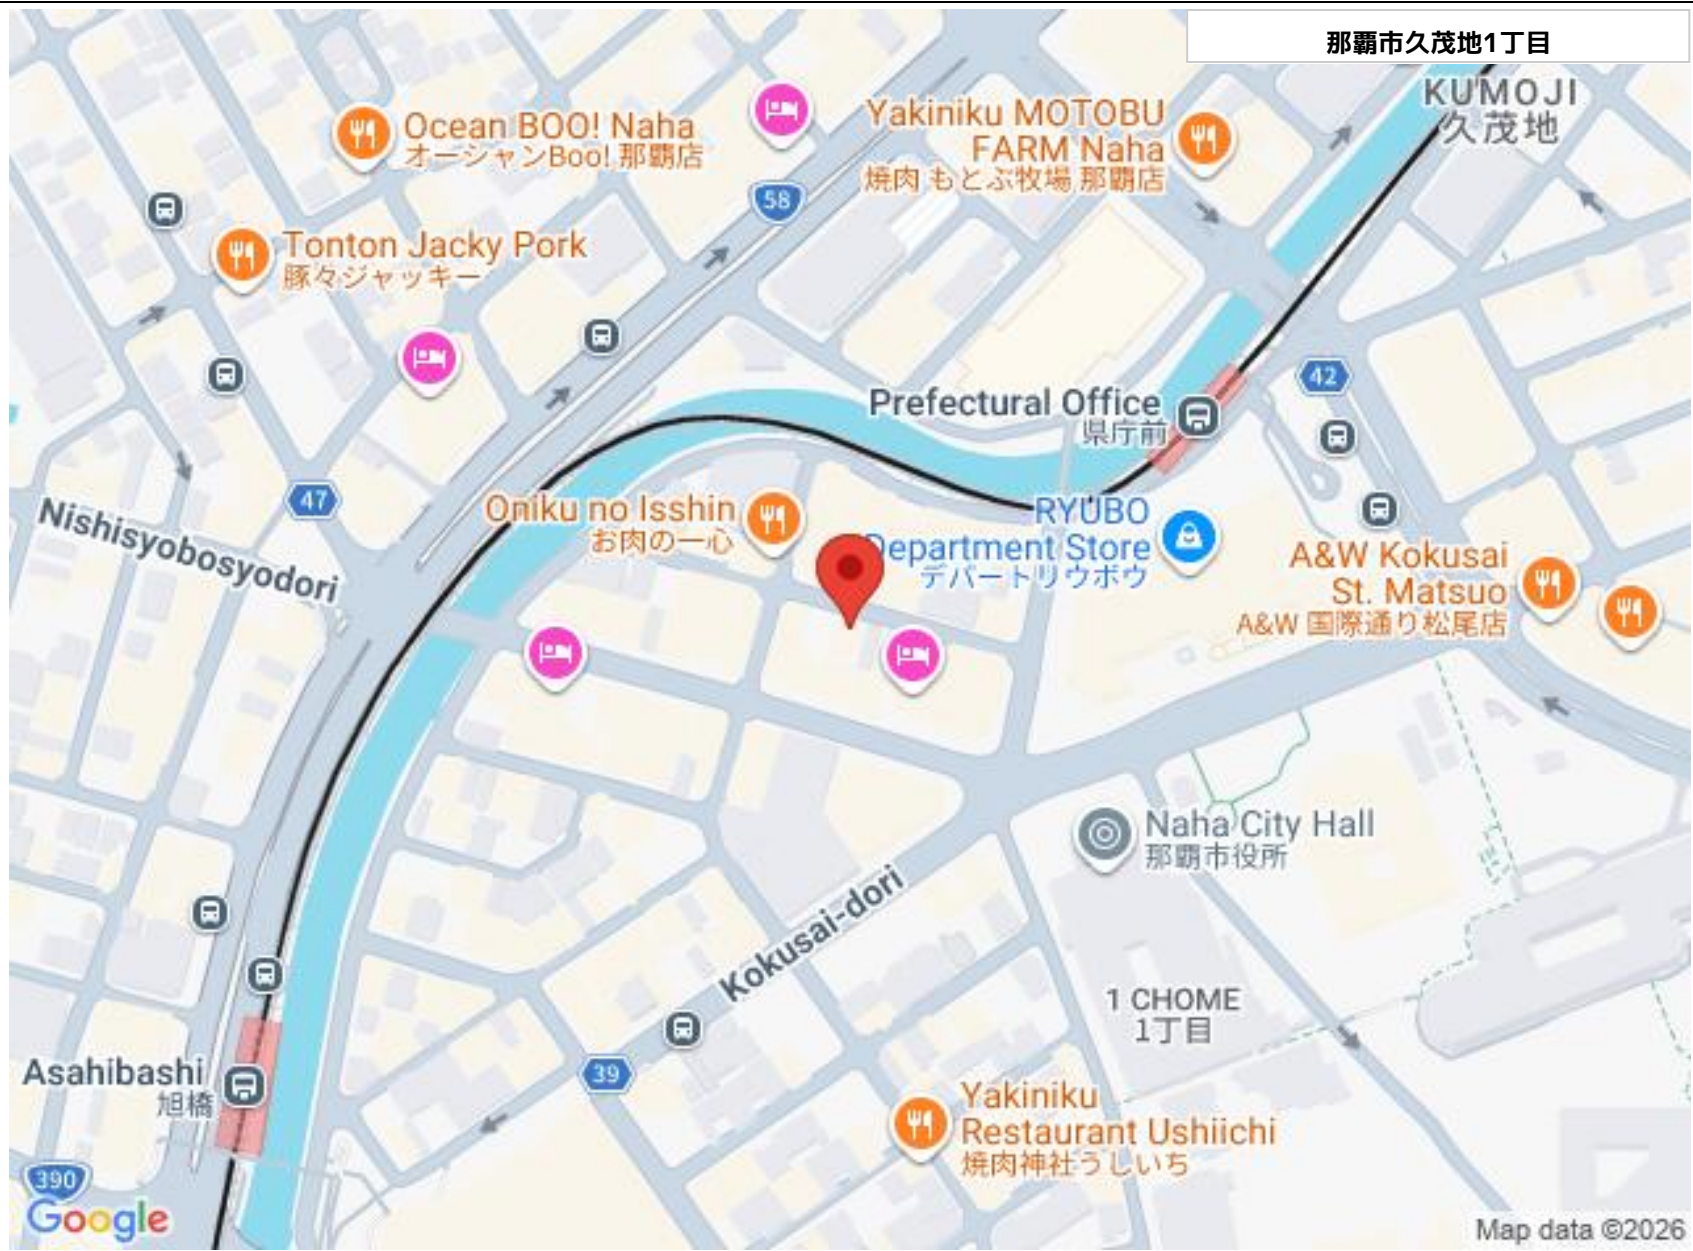 那覇市久茂地1丁目
KUMOJI
久茂地
Ocean BOO! Naha
オーシャンBoo! 那覇店
Yakiniku MOTOBU
FARM Naha
焼肉 もとぶ牧場 那覇店
58
Tonton Jacky Pork
豚々ジャッキー
42
Prefectural Office
県庁前
47
Nishisyobosyodori
Oniku no Isshin
お肉の一心
RYUBO
Department Store
デパートリウボウ
A&W Kokusai
St. Matsuo
A&W 国際通り松尾店
Naha City Hall
那覇市役所
Kokusai-dori
1 CHOME
1丁目
39
Asahibashi
旭橋
Yakiniku
Restaurant Ushiichi
焼肉神社うしいち
390
Google
Map data ©2026